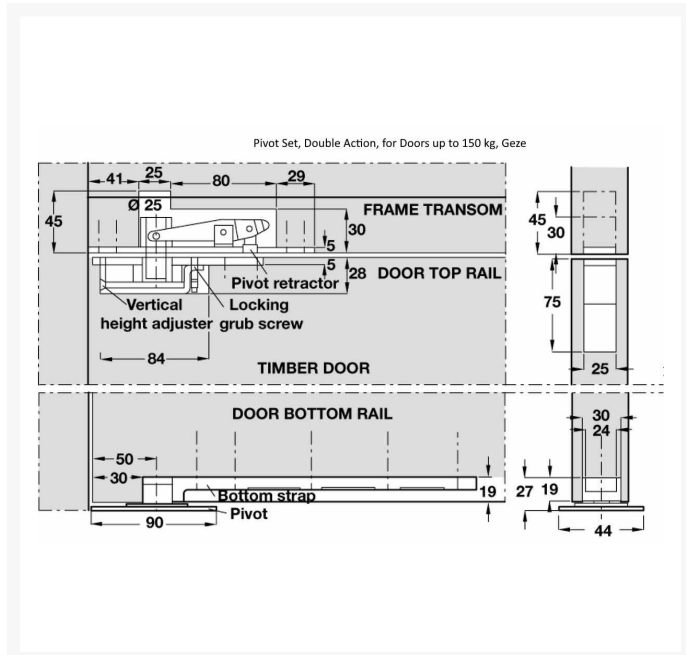 Pivot Set, Double Action, for Doors up to 150 kg, Geze
41 25 80 29
Ø 25
45
FRAME TRANSOM
30
5
45
30
5
28
DOOR TOP RAIL
Pivot retractor
Vertical
height adjuster
Locking
grub screw
75
84
25
TIMBER DOOR
DOOR BOTTOM RAIL
30
24
50
30
Bottom strap
19
27
19
Pivot
90
44